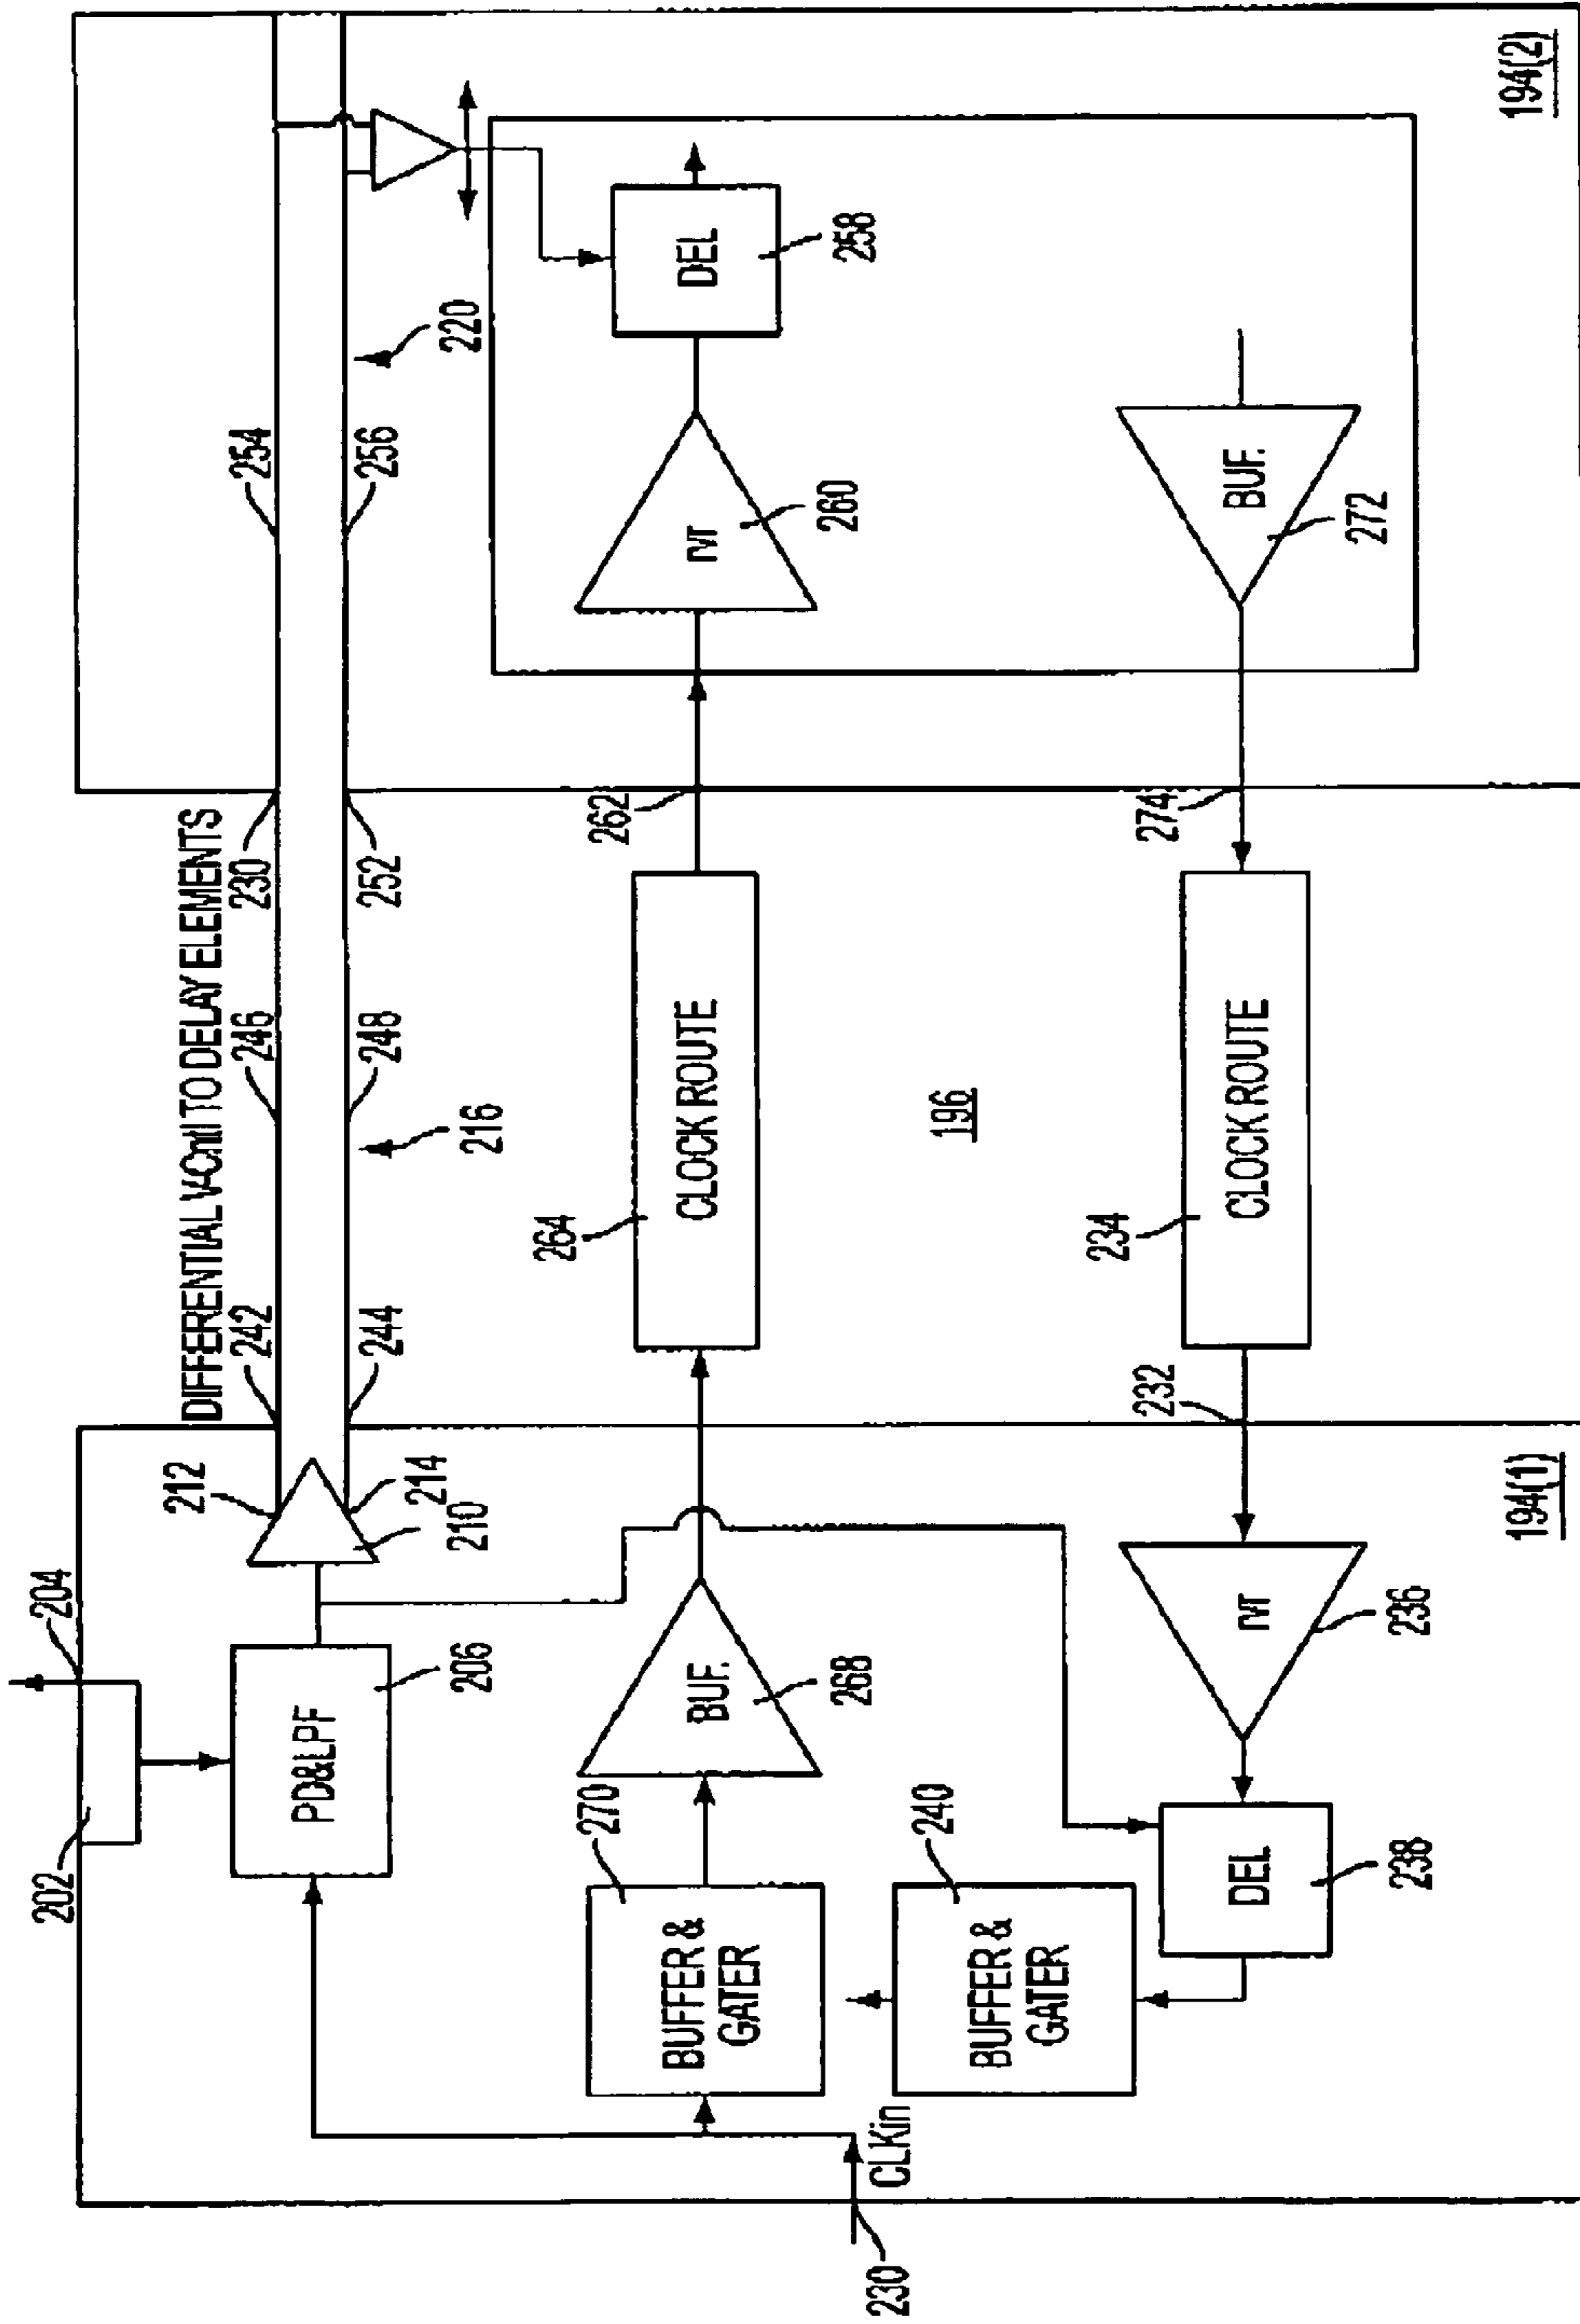 DIFFERENTIAL V-Cntl TO DELAY ELEMENTS
202
204
212
242
246
230
254
PD&LPF
206
210
214
244
216
248
252
256
220
BUFFER &
GATER
270
BUF.
268
264
CLOCK ROUTE
262
260
DEL
258
CLKin
230
BUFFER &
GATER
240
196
DEL
238
236
232
234
CLOCK ROUTE
274
BUF.
272
194(1)
194(2)